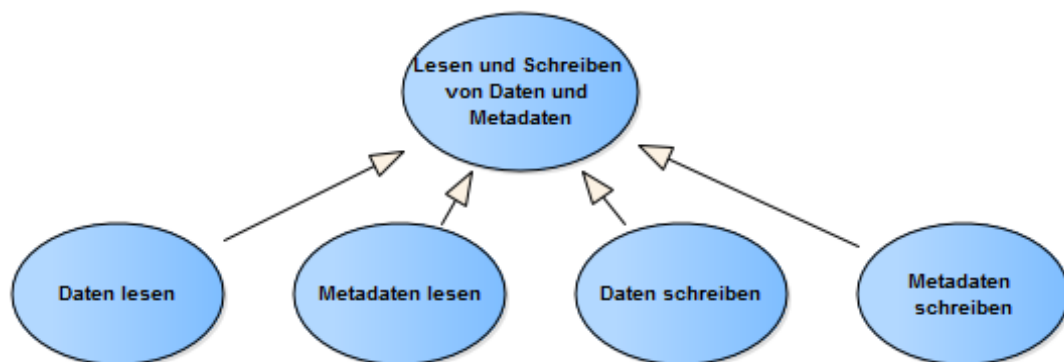 Lesen und Schreiben
von Daten und
Metadaten
Daten lesen
Metadaten lesen
Daten schreiben
Metadaten
schreiben